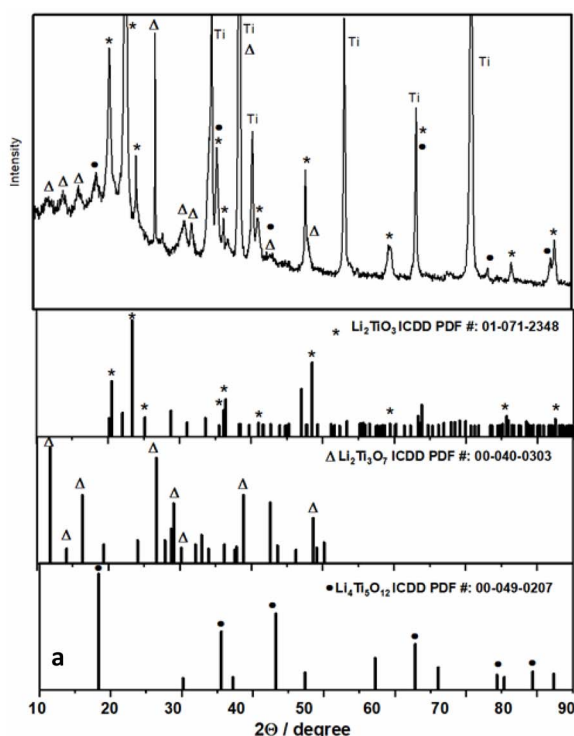 * Δ Ti Ti Ti
* Δ
Ti Ti
● *
* Ti *
* ●
●
Δ Δ Δ Δ Δ * * ● Δ Δ * * ● * ● *
Intensity
*
Li₂TiO₃ ICDD PDF #: 01-071-2348
* * * * * * * * * *
Δ Li₂Ti₃O₇ ICDD PDF #: 00-040-0303
Δ Δ Δ Δ Δ Δ Δ Δ
● Li₄Ti₅O₁₂ ICDD PDF #: 00-049-0207
● ● ● ● ● ●
a
10 20 30 40 50 60 70 80 90
2Θ / degree